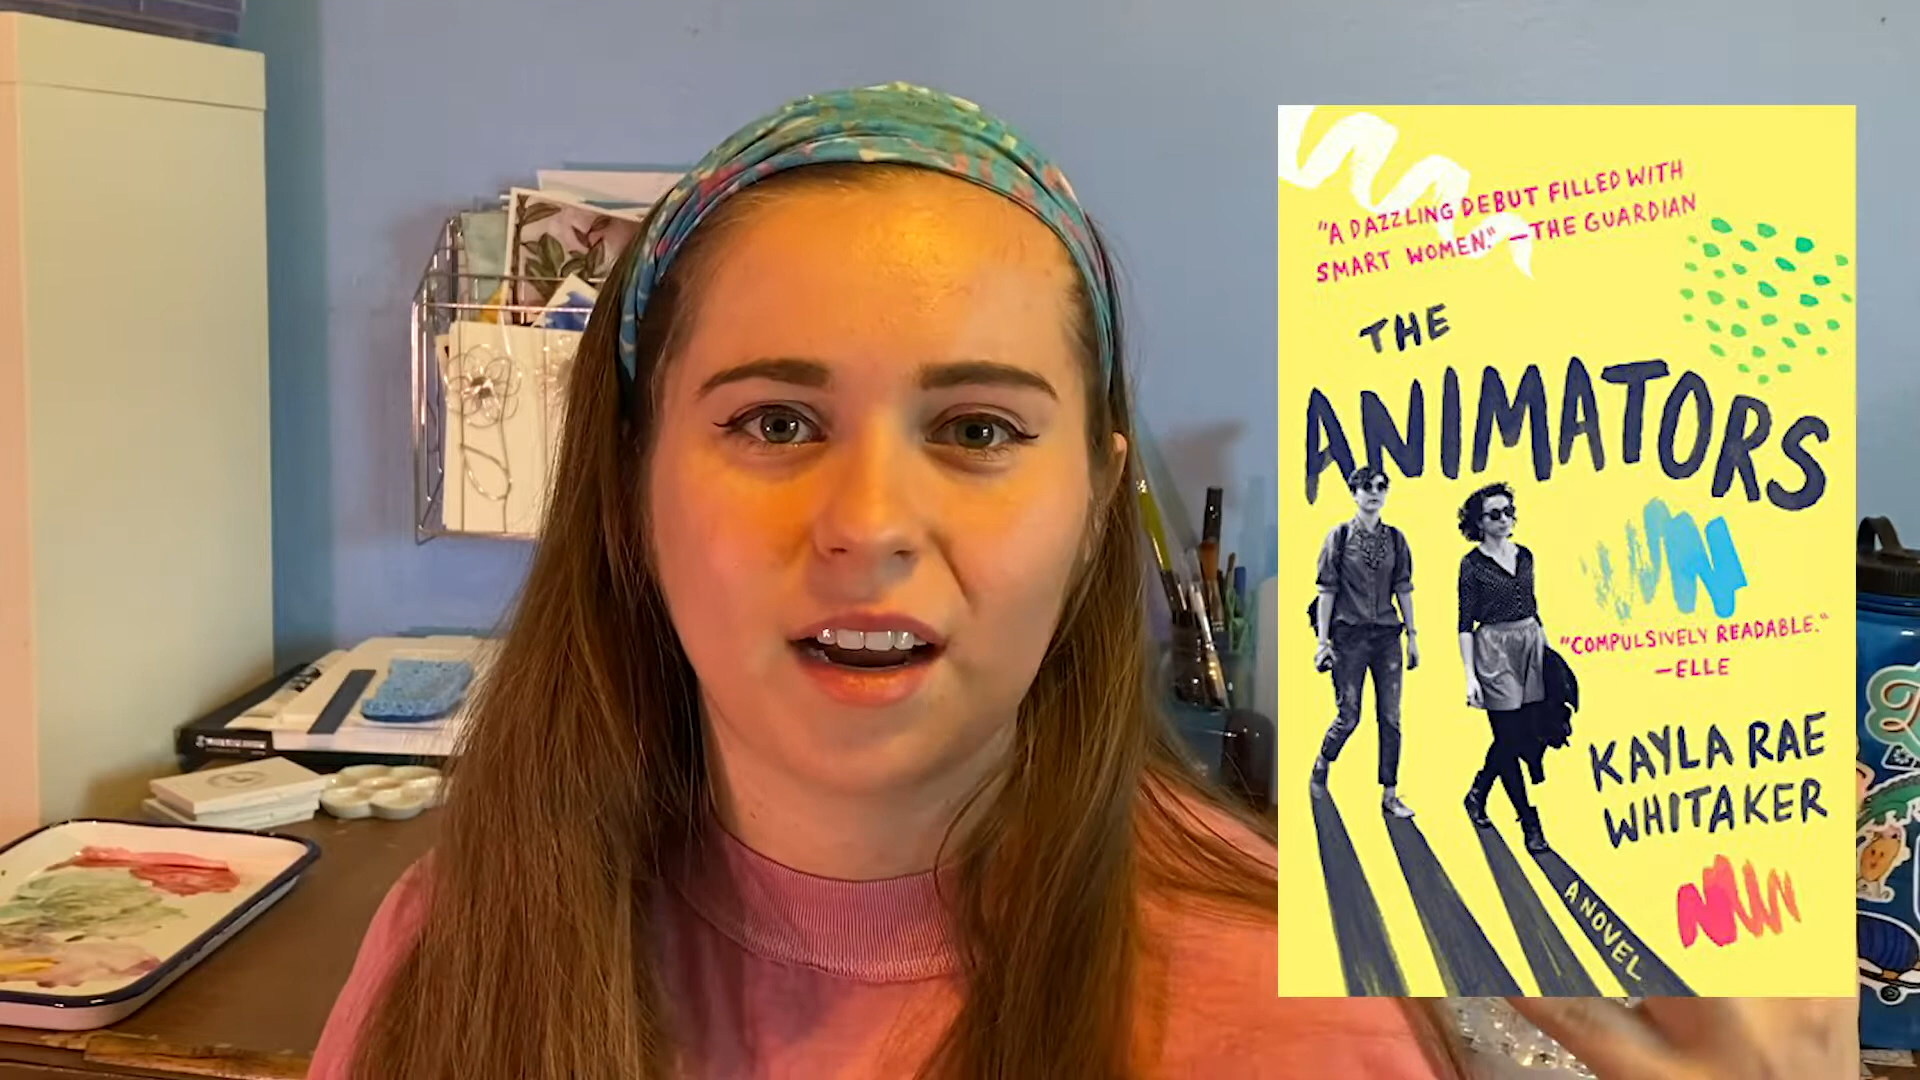 "A DAZZLING DEBUT FILLED WITH
SMART WOMEN." —THE GUARDIAN
THE
ANIMATORS
"COMPULSIVELY READABLE."
—ELLE
KAYLA RAE
WHITAKER
A NOVEL